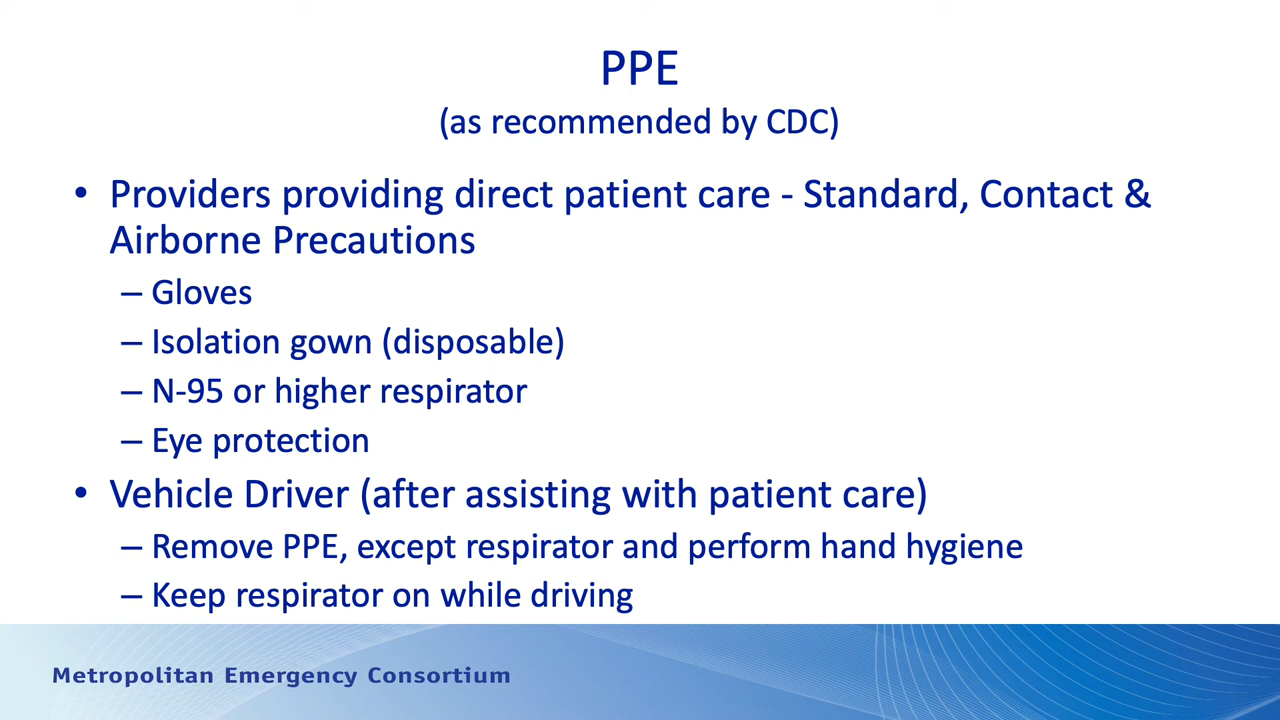 PPE
(as recommended by CDC)
• Providers providing direct patient care - Standard, Contact &
Airborne Precautions
– Gloves
– Isolation gown (disposable)
– N-95 or higher respirator
– Eye protection
• Vehicle Driver (after assisting with patient care)
– Remove PPE, except respirator and perform hand hygiene
– Keep respirator on while driving
Metropolitan Emergency Consortium